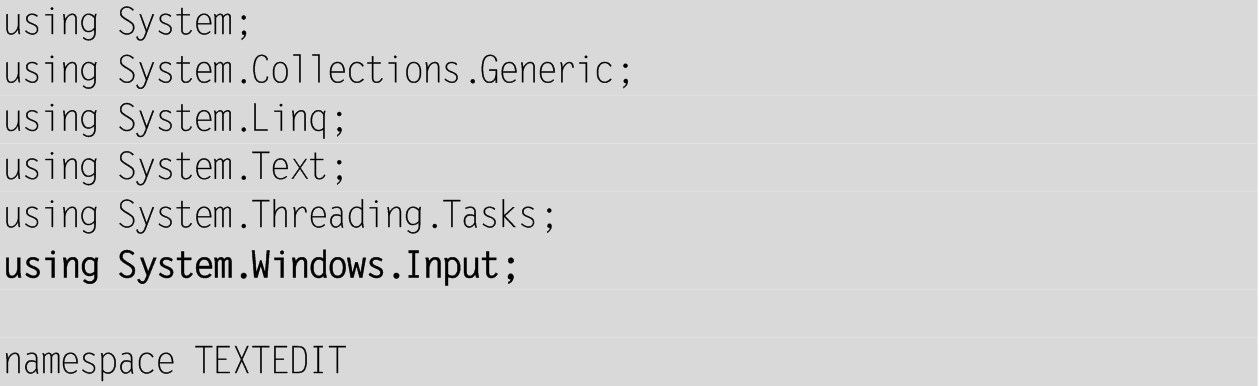 using System;
using System.Collections.Generic;
using System.Linq;
using System.Text;
using System.Threading.Tasks;
using System.Windows.Input;
namespace TEXTEDIT